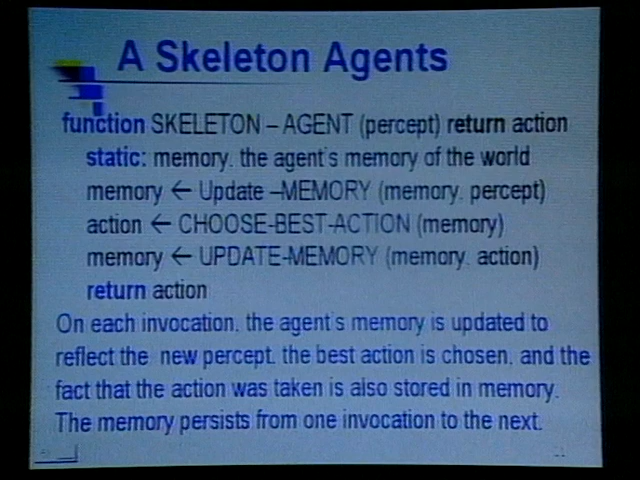 A Skeleton Agents
function SKELETON – AGENT (percept) return action
static: memory, the agent's memory of the world
memory ← Update –MEMORY (memory, percept)
action ← CHOOSE-BEST-ACTION (memory)
memory ← UPDATE-MEMORY (memory, action)
return action
On each invocation, the agent's memory is updated to
reflect the new percept, the best action is chosen, and the
fact that the action was taken is also stored in memory.
The memory persists from one invocation to the next.